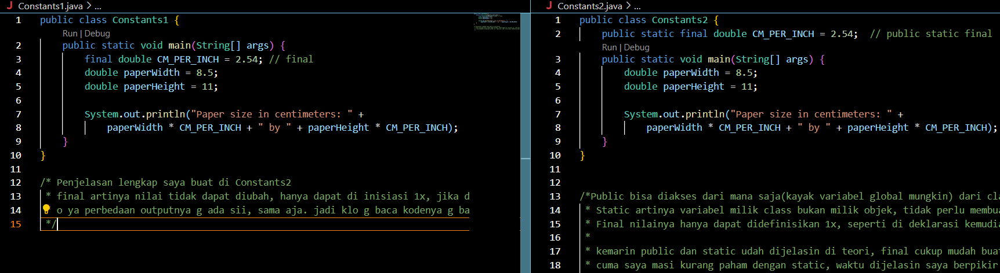 Constants1.java > ...
1 public class Constants1 {
Run | Debug
2 public static void main(String[] args) {
3 final double CM_PER_INCH = 2.54; // final
4 double paperWidth = 8.5;
5 double paperHeight = 11;
6
7 System.out.println("Paper size in centimeters: " +
8 paperWidth * CM_PER_INCH + " by " + paperHeight * CM_PER_INCH);
9 }
10 }
11
12 /* Penjelasan lengkap saya buat di Constants2
13 * final artinya nilai tidak dapat diubah, hanya dapat di inisiasi 1x, jika d
14 o ya perbedaan outputnya g ada sii, sama aja. jadi klo g baca kodenya g ba
15 */
Constants2.java > ...
1 public class Constants2 {
2 public static final double CM_PER_INCH = 2.54; // public static final
Run | Debug
3 public static void main(String[] args) {
4 double paperWidth = 8.5;
5 double paperHeight = 11;
6
7 System.out.println("Paper size in centimeters: " +
8 paperWidth * CM_PER_INCH + " by " + paperHeight * CM_PER_INCH);
9 }
10 }
11
12
13 /*Public bisa diakses dari mana saja(kayak variabel global mungkin) dari cla
14 * Static artinya variabel milik class bukan milik objek, tidak perlu membua
15 * Final nilainya hanya dapat didefinisikan 1x, seperti di deklarasi kemudia
16 *
17 * kemarin public dan static udah dijelasin di teori, final cukup mudah buat
18 * cuma saya masi kurang paham dengan static, waktu dijelasin saya berpikir